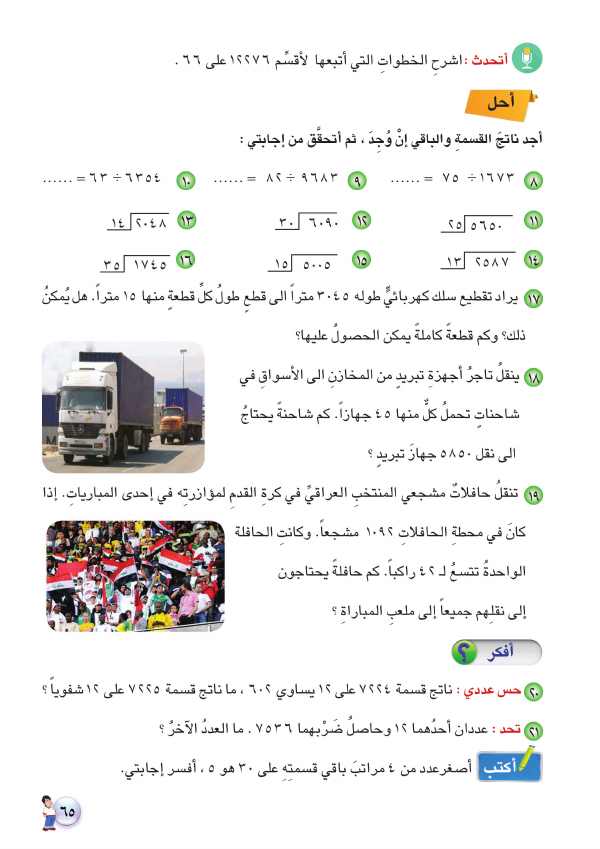 أتحدث : اشرح الخطواتِ التي أتبعها لأقسِّم ١٢٢٧٦ على ٦٦ .
أحل
أجد ناتجَ القسمةِ والباقي إنْ وُجِدَ ، ثم أتحقَّق من إجابتي :
٨ ١٦٧٣ ÷ ٧٥ = ......
٩ ٩٦٨٣ ÷ ٨٢ = ......
١٠ ٦٣٥٤ ÷ ٦٣ = ......
١١ ٥٦٥٠ ٢٥
١٢ ٦٠٩٠ ٣٠
١٣ ٢٠٤٨ ١٤
١٤ ٢٥٨٧ ١٣
١٥ ٥٠٠٥ ١٥
١٦ ١٧٤٥ ٣٥
١٧ يراد تقطيع سلك كهربائيٍّ طوله ٣٠٤٥ متراً الى قطعٍ طولُ كلِّ قطعةٍ منها ١٥ متراً. هل يُمكنُ
ذلك؟ وكم قطعةً كاملةً يمكن الحصولُ عليها؟
١٨ ينقلُ تاجرُ أجهزةِ تبريدٍ من المخازنِ الى الأسواقِ في
شاحناتٍ تحملُ كلٌّ منها ٤٥ جهازاً. كم شاحنةً يحتاجُ
الى نقل ٥٨٥٠ جهازَ تبريدٍ ؟
١٩ تنقلُ حافلاتٌ مشجعي المنتخبِ العراقيِّ في كرةِ القدمِ لمؤازرتِه في إحدى المبارياتِ. إذا
كانَ في محطةِ الحافلاتِ ١٠٩٢ مشجعاً. وكانتِ الحافلة
الواحدةُ تتسعُ لـ ٤٢ راكباً. كم حافلةً يحتاجون
إلى نقلِهم جميعاً إلى ملعبِ المباراةِ ؟
أفكر ؟
٢٠ حس عددي : ناتج قسمة ٧٢٢٤ على ١٢ يساوي ٦٠٢ ، ما ناتج قسمة ٧٢٢٥ على ١٢ شفوياً ؟
٢١ تحد : عددان أحدُهما ١٢ وحاصلُ ضَرْبهما ٧٥٣٦ . ما العددُ الآخرُ ؟
أكتب أصغرعدد من ٤ مراتبَ باقي قسمتِهِ على ٣٠ هو ٥ ، أفسر إجابتي.
٦٥